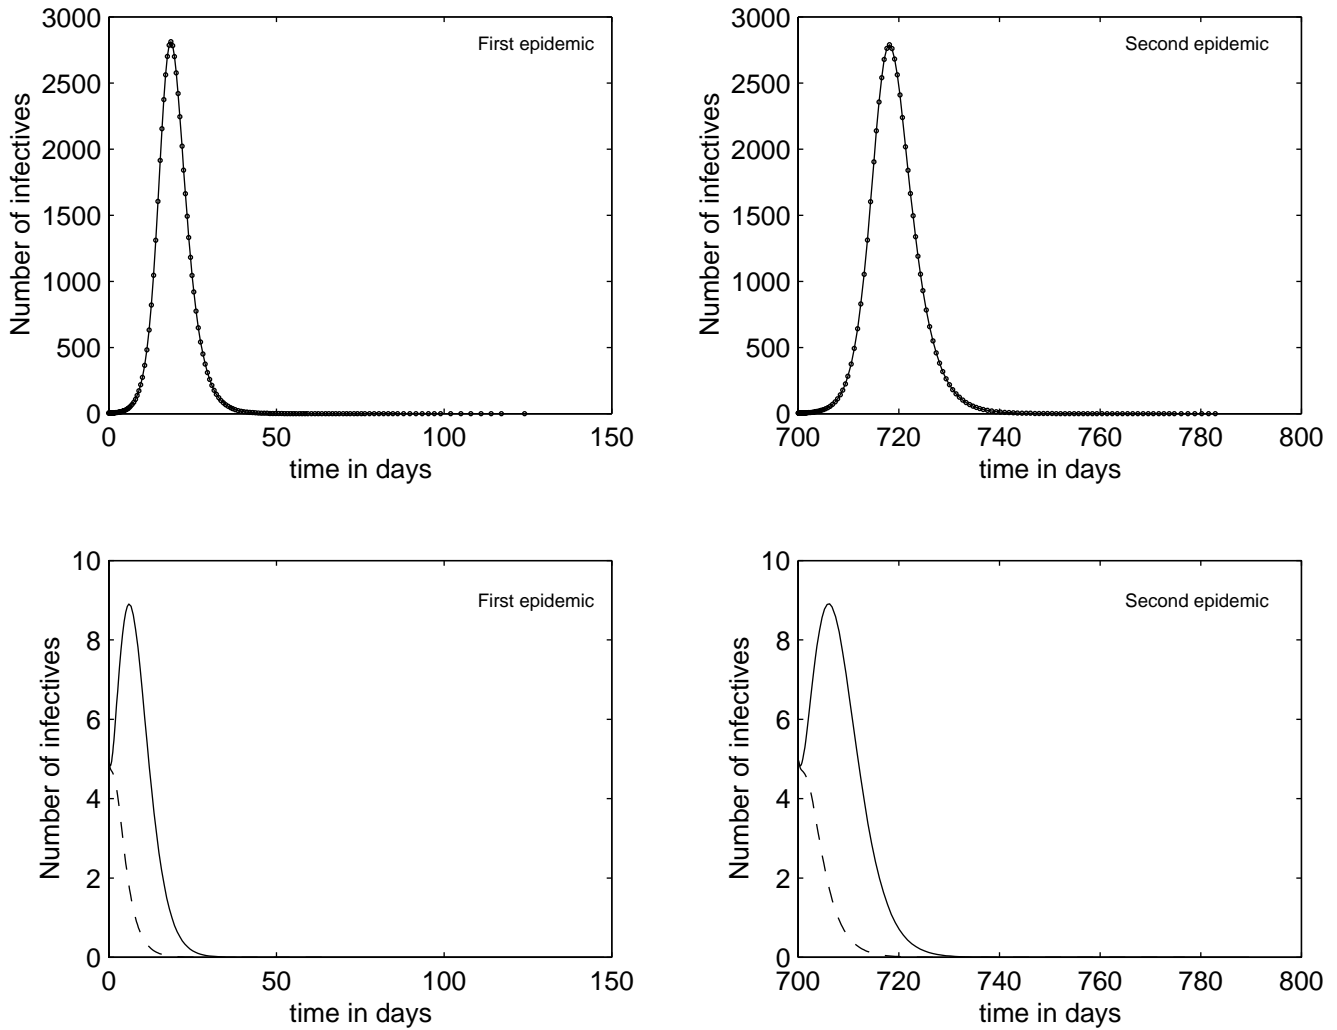 3000
2500
2000
1500
1000
500
0
0 50 100 150
Number of infectives
time in days
First epidemic
3000
2500
2000
1500
1000
500
0
700 720 740 760 780 800
Number of infectives
time in days
Second epidemic
10
8
6
4
2
0
0 50 100 150
Number of infectives
time in days
First epidemic
10
8
6
4
2
0
700 720 740 760 780 800
Number of infectives
time in days
Second epidemic